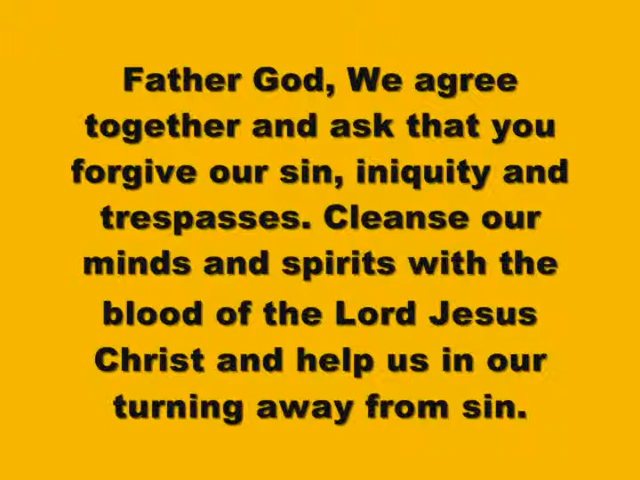 Father God, We agree
together and ask that you
forgive our sin, iniquity and
trespasses. Cleanse our
minds and spirits with the
blood of the Lord Jesus
Christ and help us in our
turning away from sin.